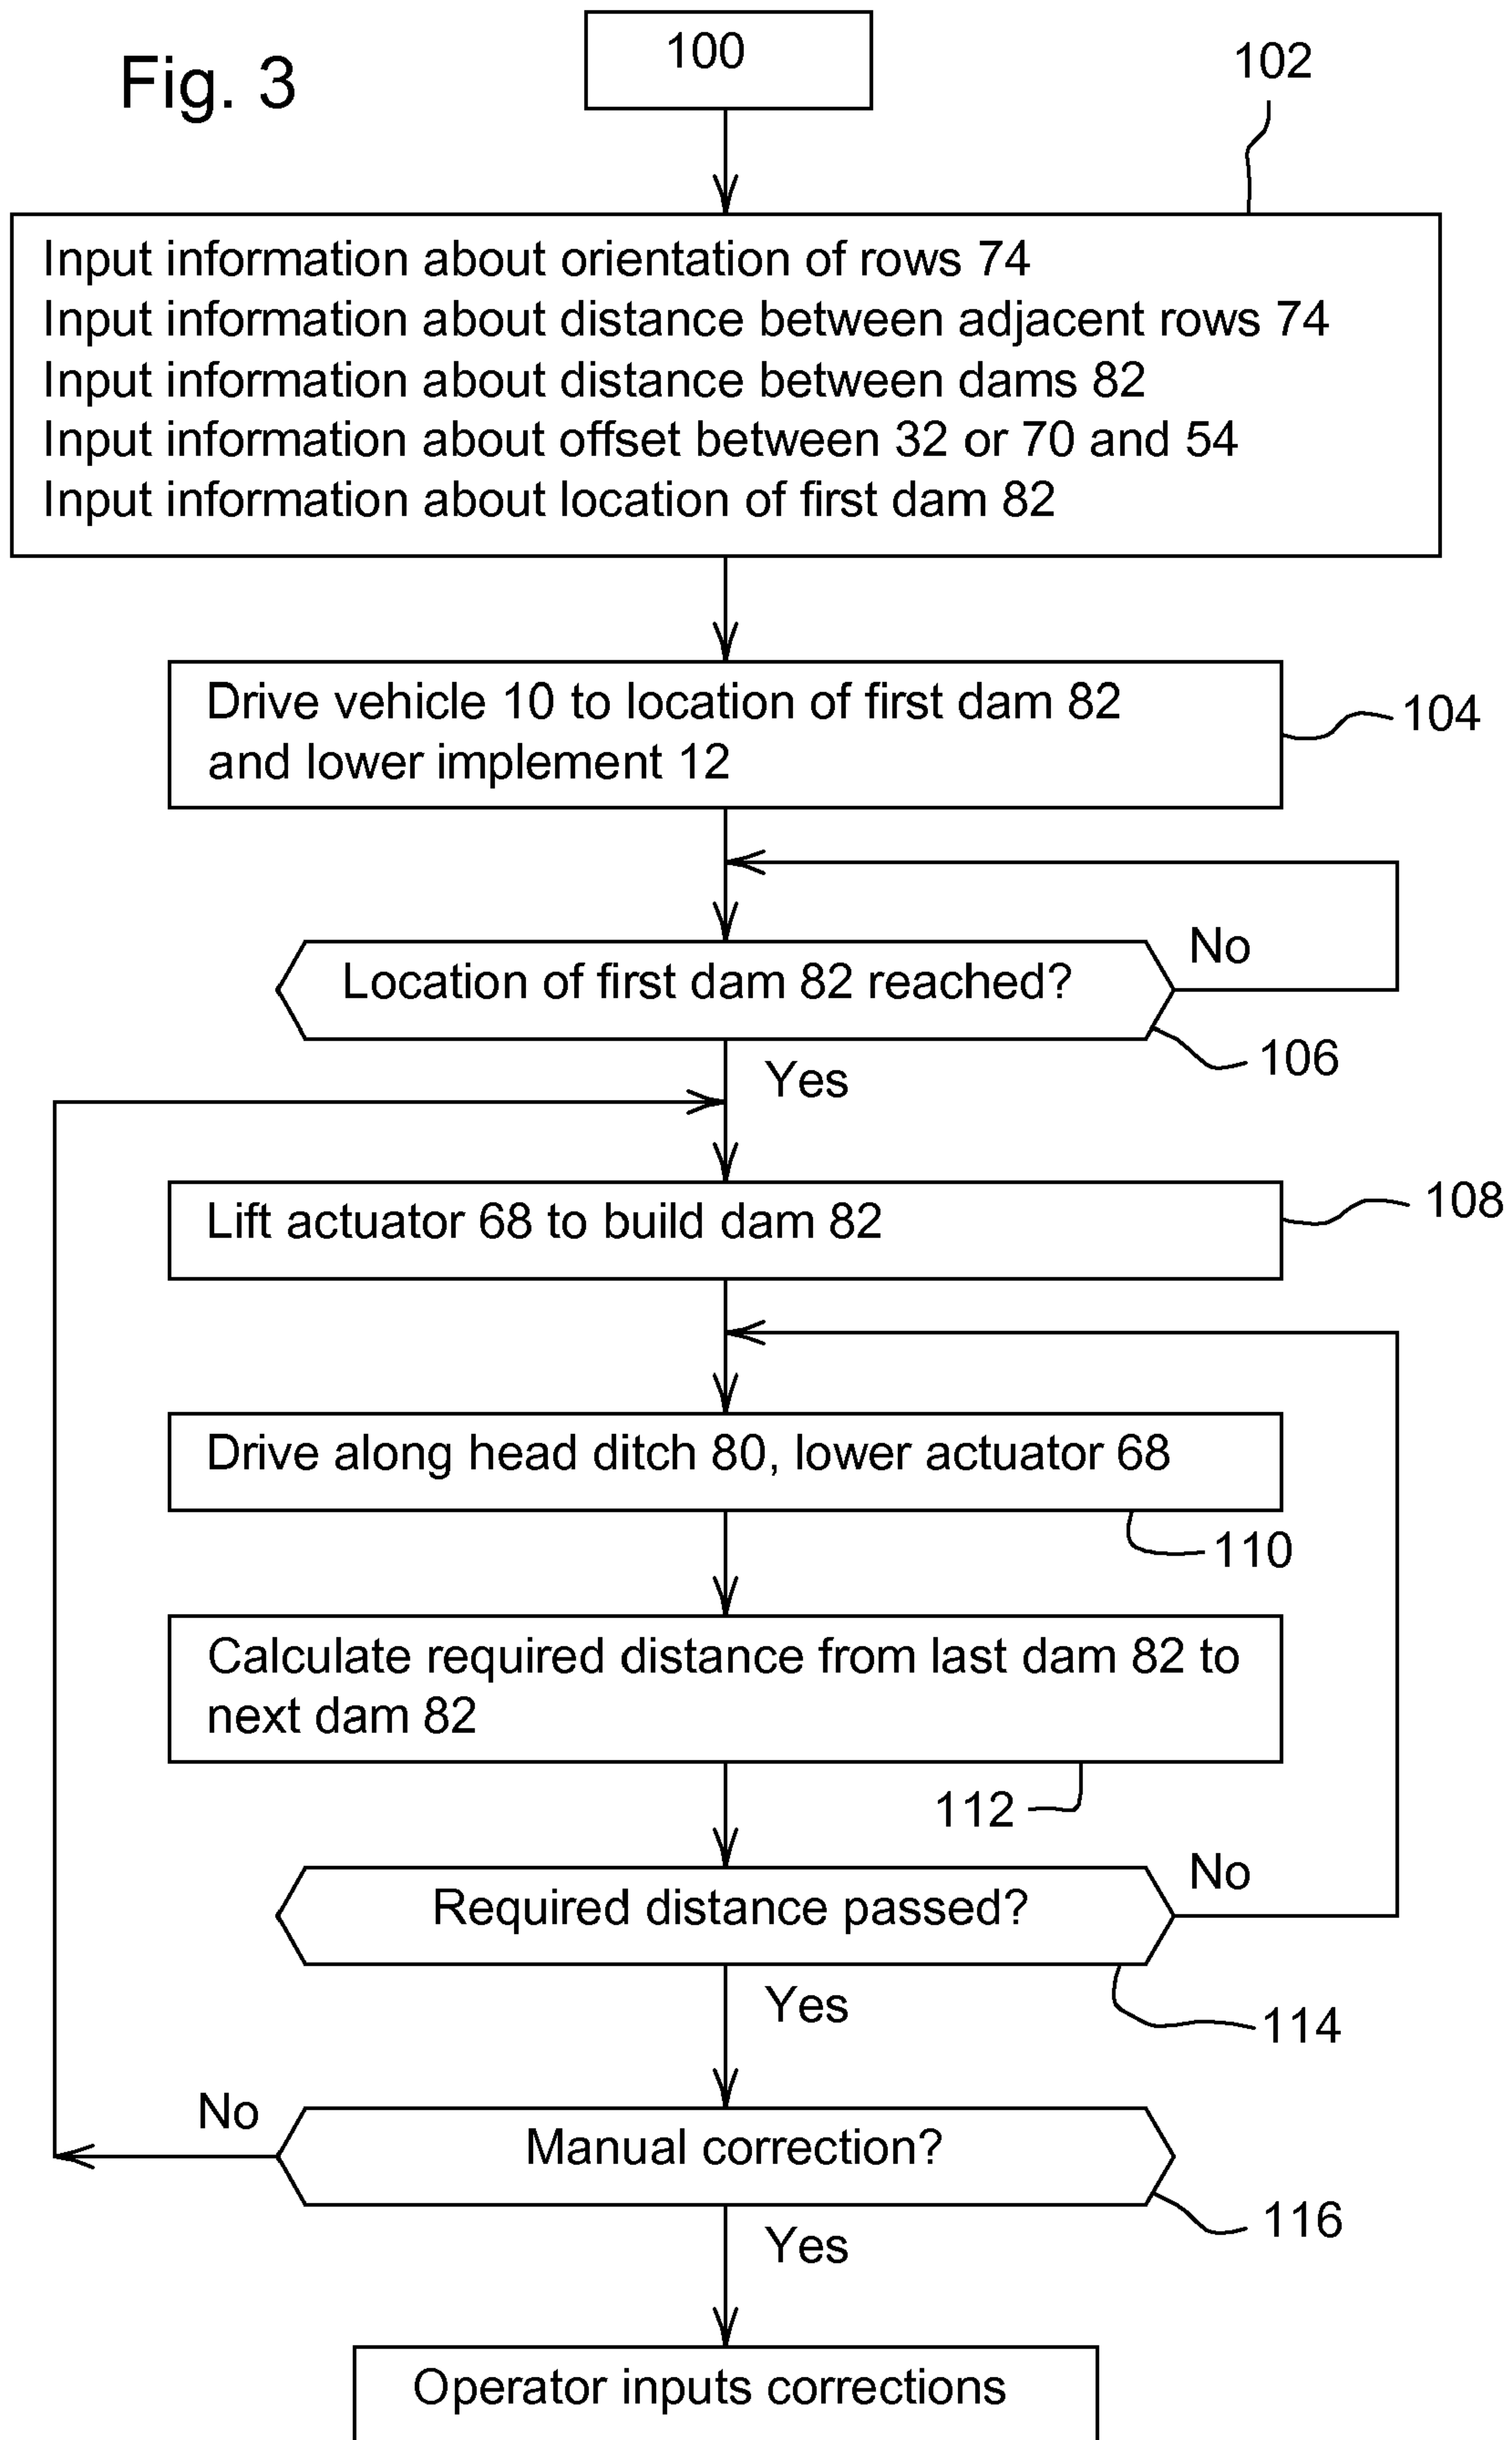 Fig. 3
100
102
Input information about orientation of rows 74
Input information about distance between adjacent rows 74
Input information about distance between dams 82
Input information about offset between 32 or 70 and 54
Input information about location of first dam 82
Drive vehicle 10 to location of first dam 82
and lower implement 12
104
No
Location of first dam 82 reached?
106
Yes
Lift actuator 68 to build dam 82
108
Drive along head ditch 80, lower actuator 68
110
Calculate required distance from last dam 82 to
next dam 82
112
No
Required distance passed?
Yes
114
No
Manual correction?
116
Yes
Operator inputs corrections